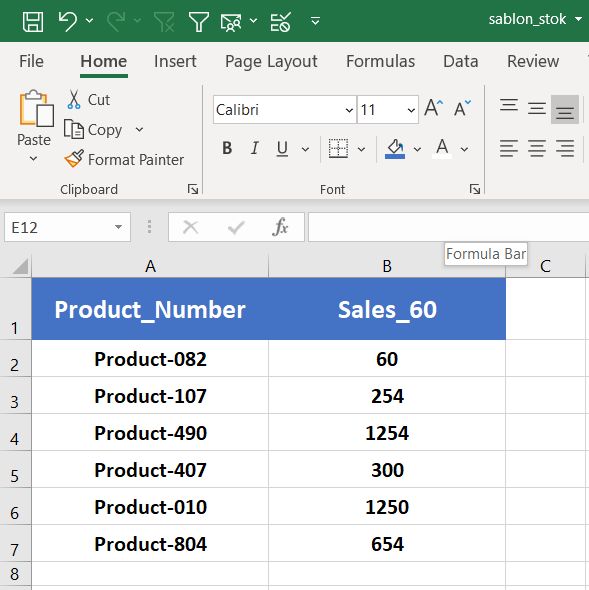 sablon_stok
File Home Insert Page Layout Formulas Data Review
Paste
Cut
Copy
Format Painter
Clipboard
Calibri 11
B I U A
Font
E12 fx
Formula Bar
A B C
1 Product_Number Sales_60
2 Product-082 60
3 Product-107 254
4 Product-490 1254
5 Product-407 300
6 Product-010 1250
7 Product-804 654
8